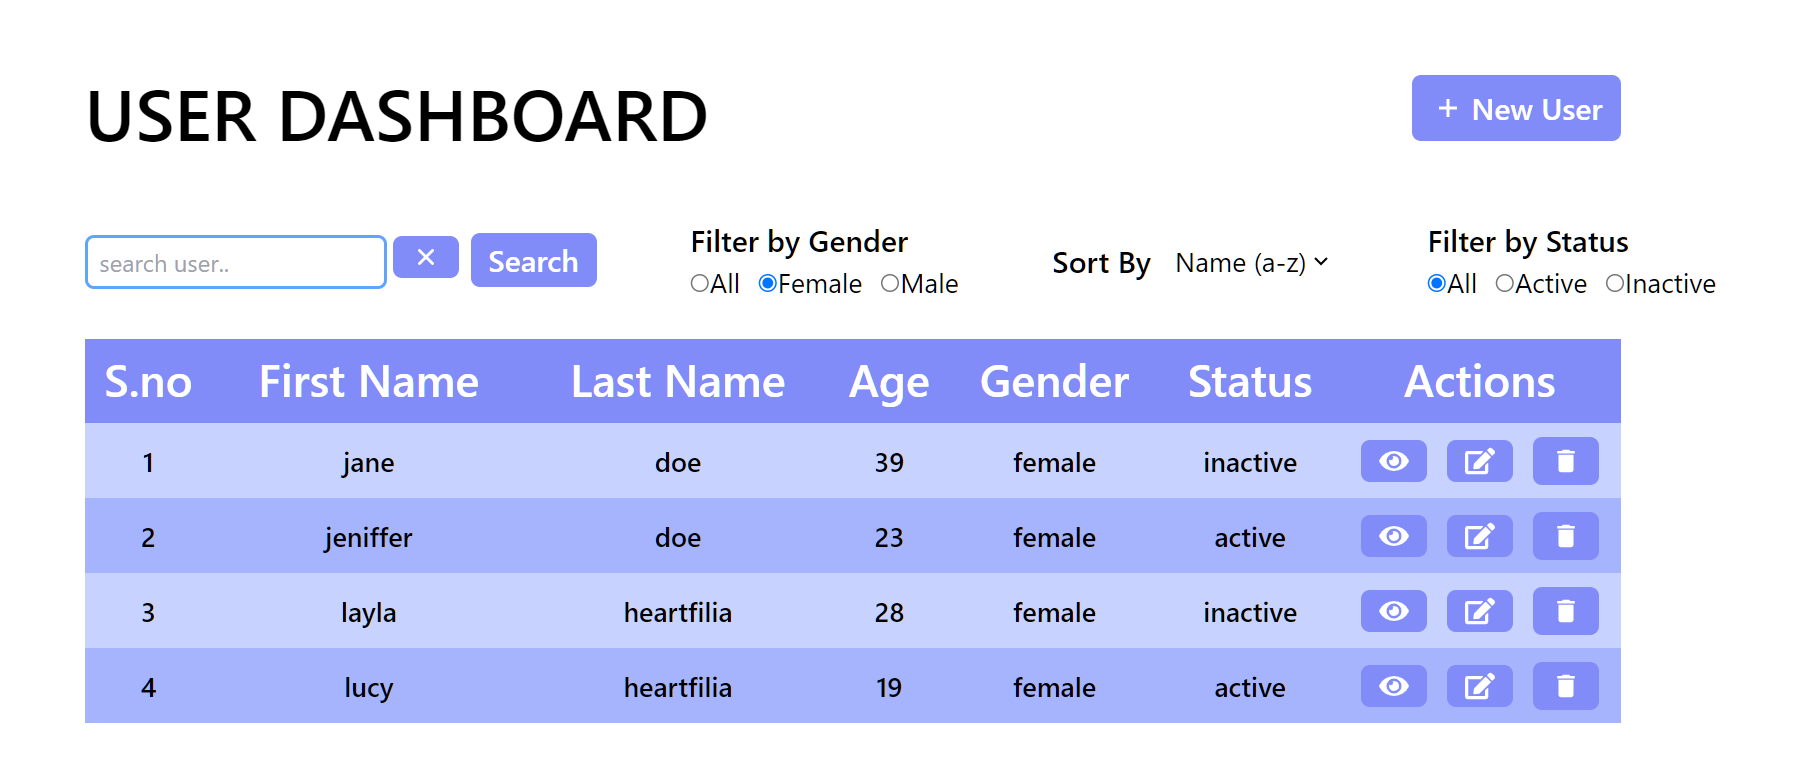 USER DASHBOARD
+ New User
search user..
× Search
Filter by Gender
All Female Male
Sort By Name (a-z)
Filter by Status
All Active Inactive
S.no First Name Last Name Age Gender Status Actions
1 jane doe 39 female inactive
2 jeniffer doe 23 female active
3 layla heartfilia 28 female inactive
4 lucy heartfilia 19 female active